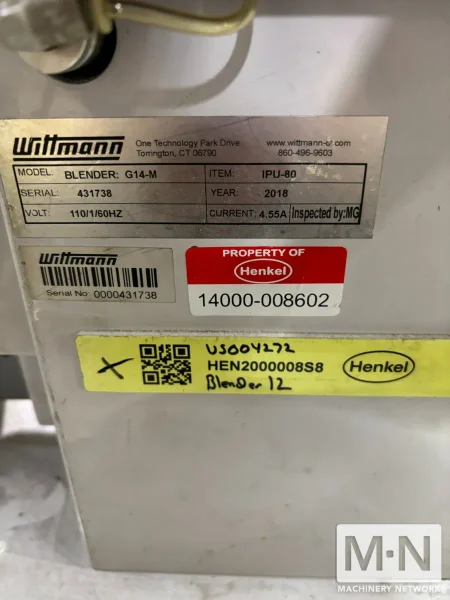 Wittmann
One Technology Park Drive
Torrington, CT 06790
www.wittmann-ct.com
860-496-9603
MODEL: BLENDER: G14-M ITEM: IPU-80
SERIAL: 431738 YEAR: 2018
VOLT: 110/1/60HZ CURRENT: 4.55A Inspected by:MG
Wittmann
Serial No 0000431738
PROPERTY OF
Henkel
14000-008602
X
US004272
HEN2000008S8
Blender 12
Henkel
M·N
MACHINERY NETWORK